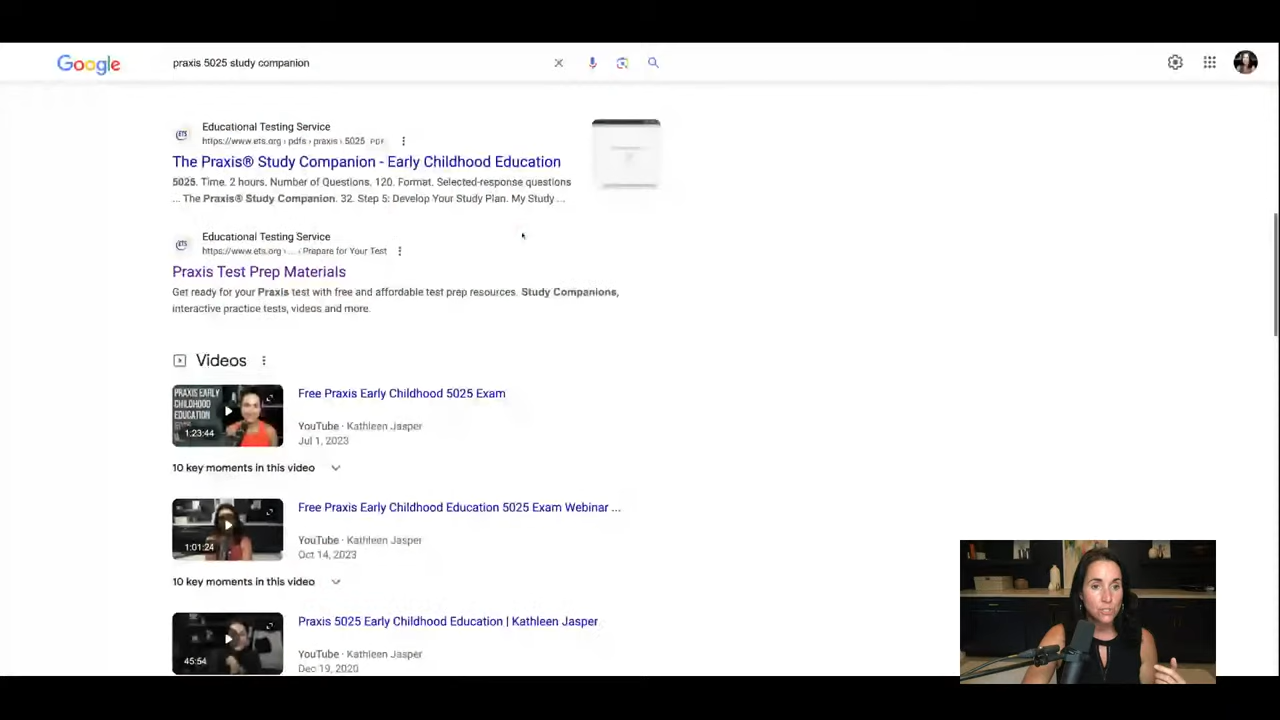 Google
praxis 5025 study companion
ETS
Educational Testing Service
https://www.ets.org › pdfs › praxis › 5025 PDF
The Praxis® Study Companion - Early Childhood Education
5025. Time. 2 hours. Number of Questions. 120. Format. Selected-response questions
... The Praxis® Study Companion. 32. Step 5: Develop Your Study Plan. My Study ...
ETS
Educational Testing Service
https://www.ets.org › ... › Prepare for Your Test
Praxis Test Prep Materials
Get ready for your Praxis test with free and affordable test prep resources. Study Companions,
interactive practice tests, videos and more.
Videos
PRAXIS EARLY
CHILDHOOD
EDUCATION
1:23:44
Free Praxis Early Childhood 5025 Exam
YouTube · Kathleen Jasper
Jul 1, 2023
10 key moments in this video
1:01:24
Free Praxis Early Childhood Education 5025 Exam Webinar ...
YouTube · Kathleen Jasper
Oct 14, 2023
10 key moments in this video
45:54
Praxis 5025 Early Childhood Education | Kathleen Jasper
YouTube · Kathleen Jasper
Dec 19, 2020